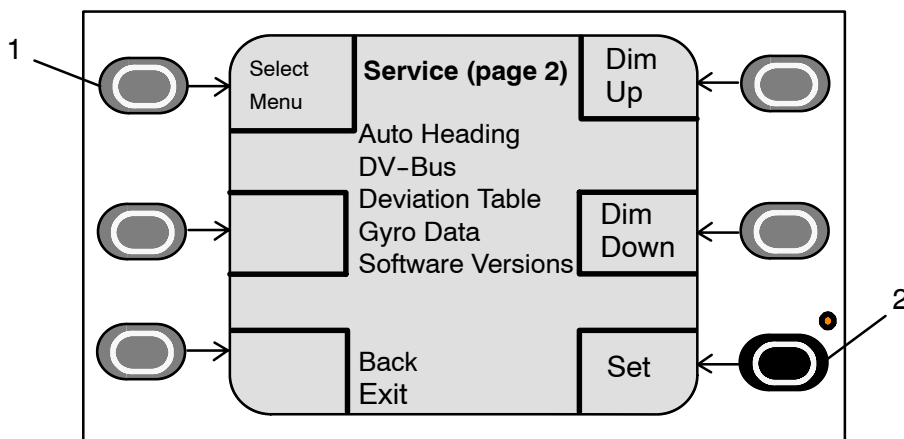 1
Select
Menu
Service (page 2)
Dim
Up
Auto Heading
DV-Bus
Deviation Table
Gyro Data
Software Versions
Dim
Down
2
Back
Exit
Set